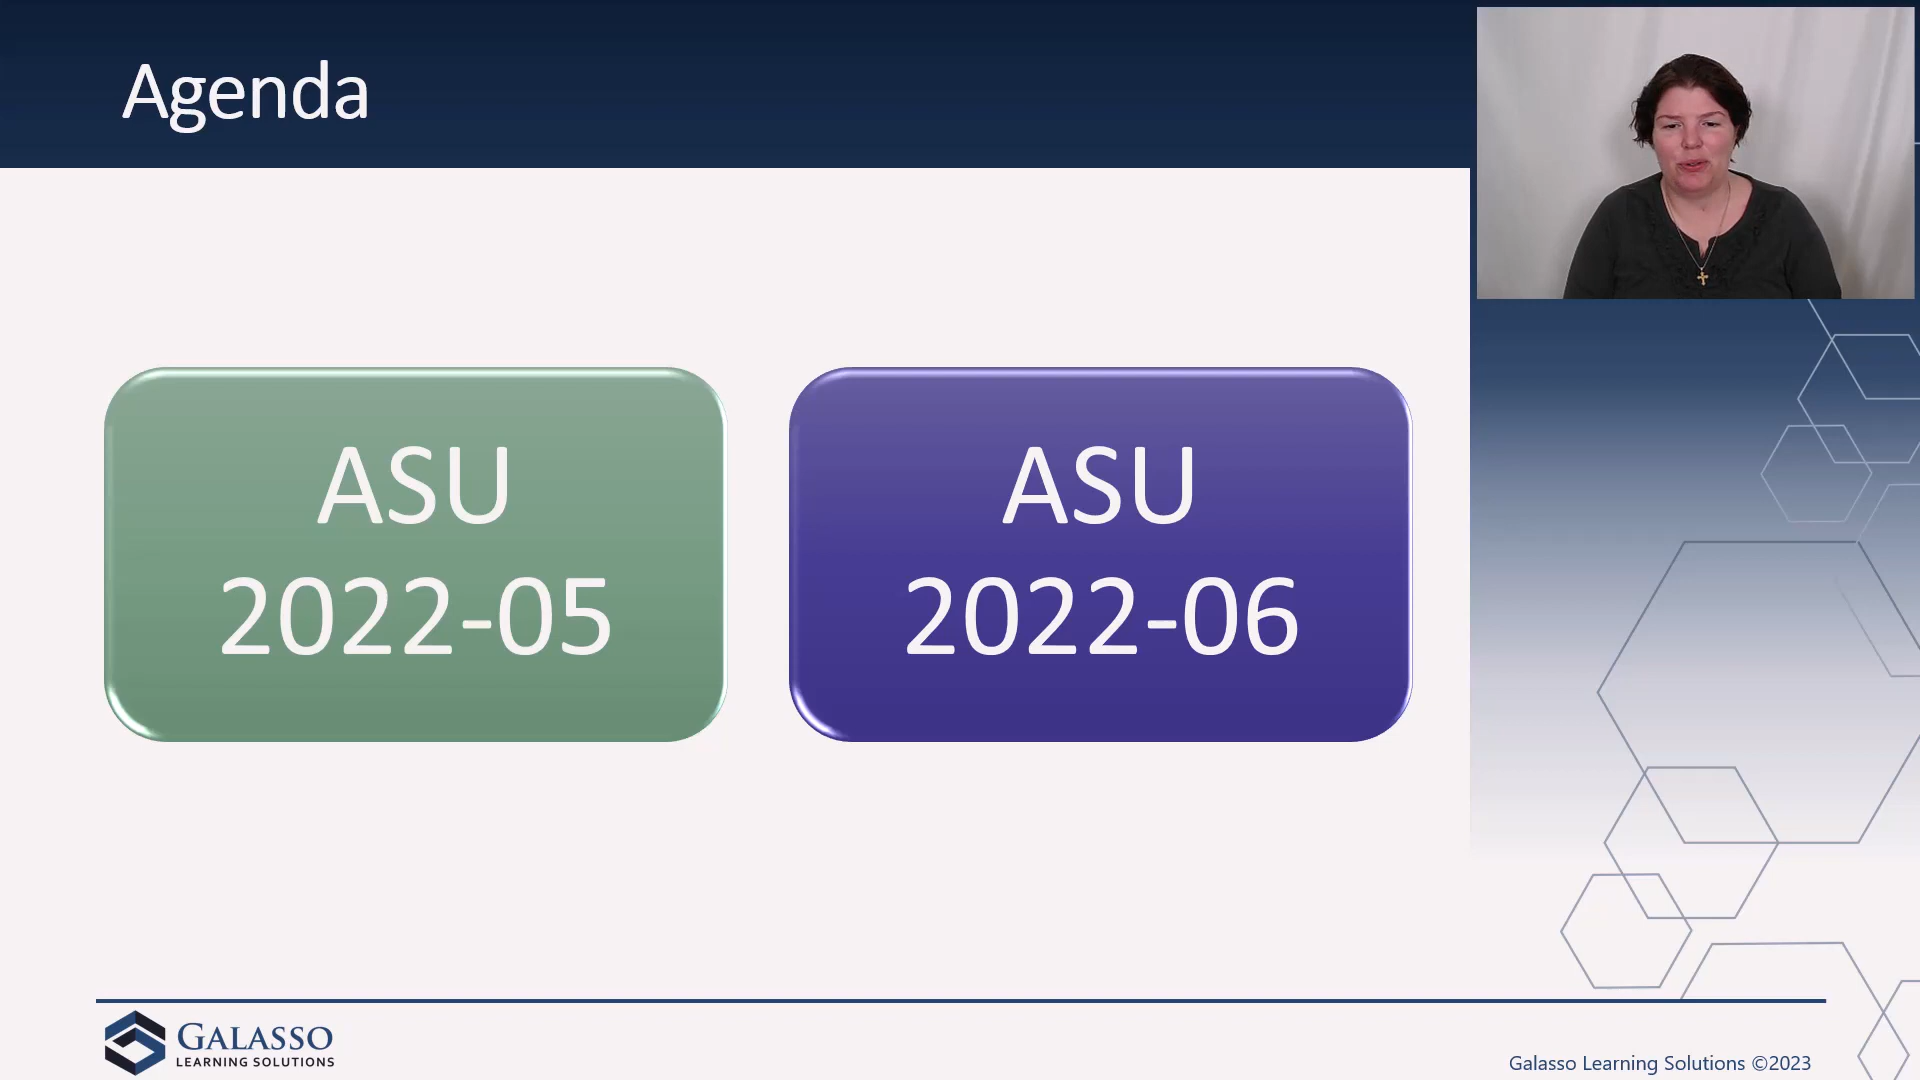 Agenda
ASU
2022-05
ASU
2022-06
GALASSO
LEARNING SOLUTIONS
Galasso Learning Solutions ©2023